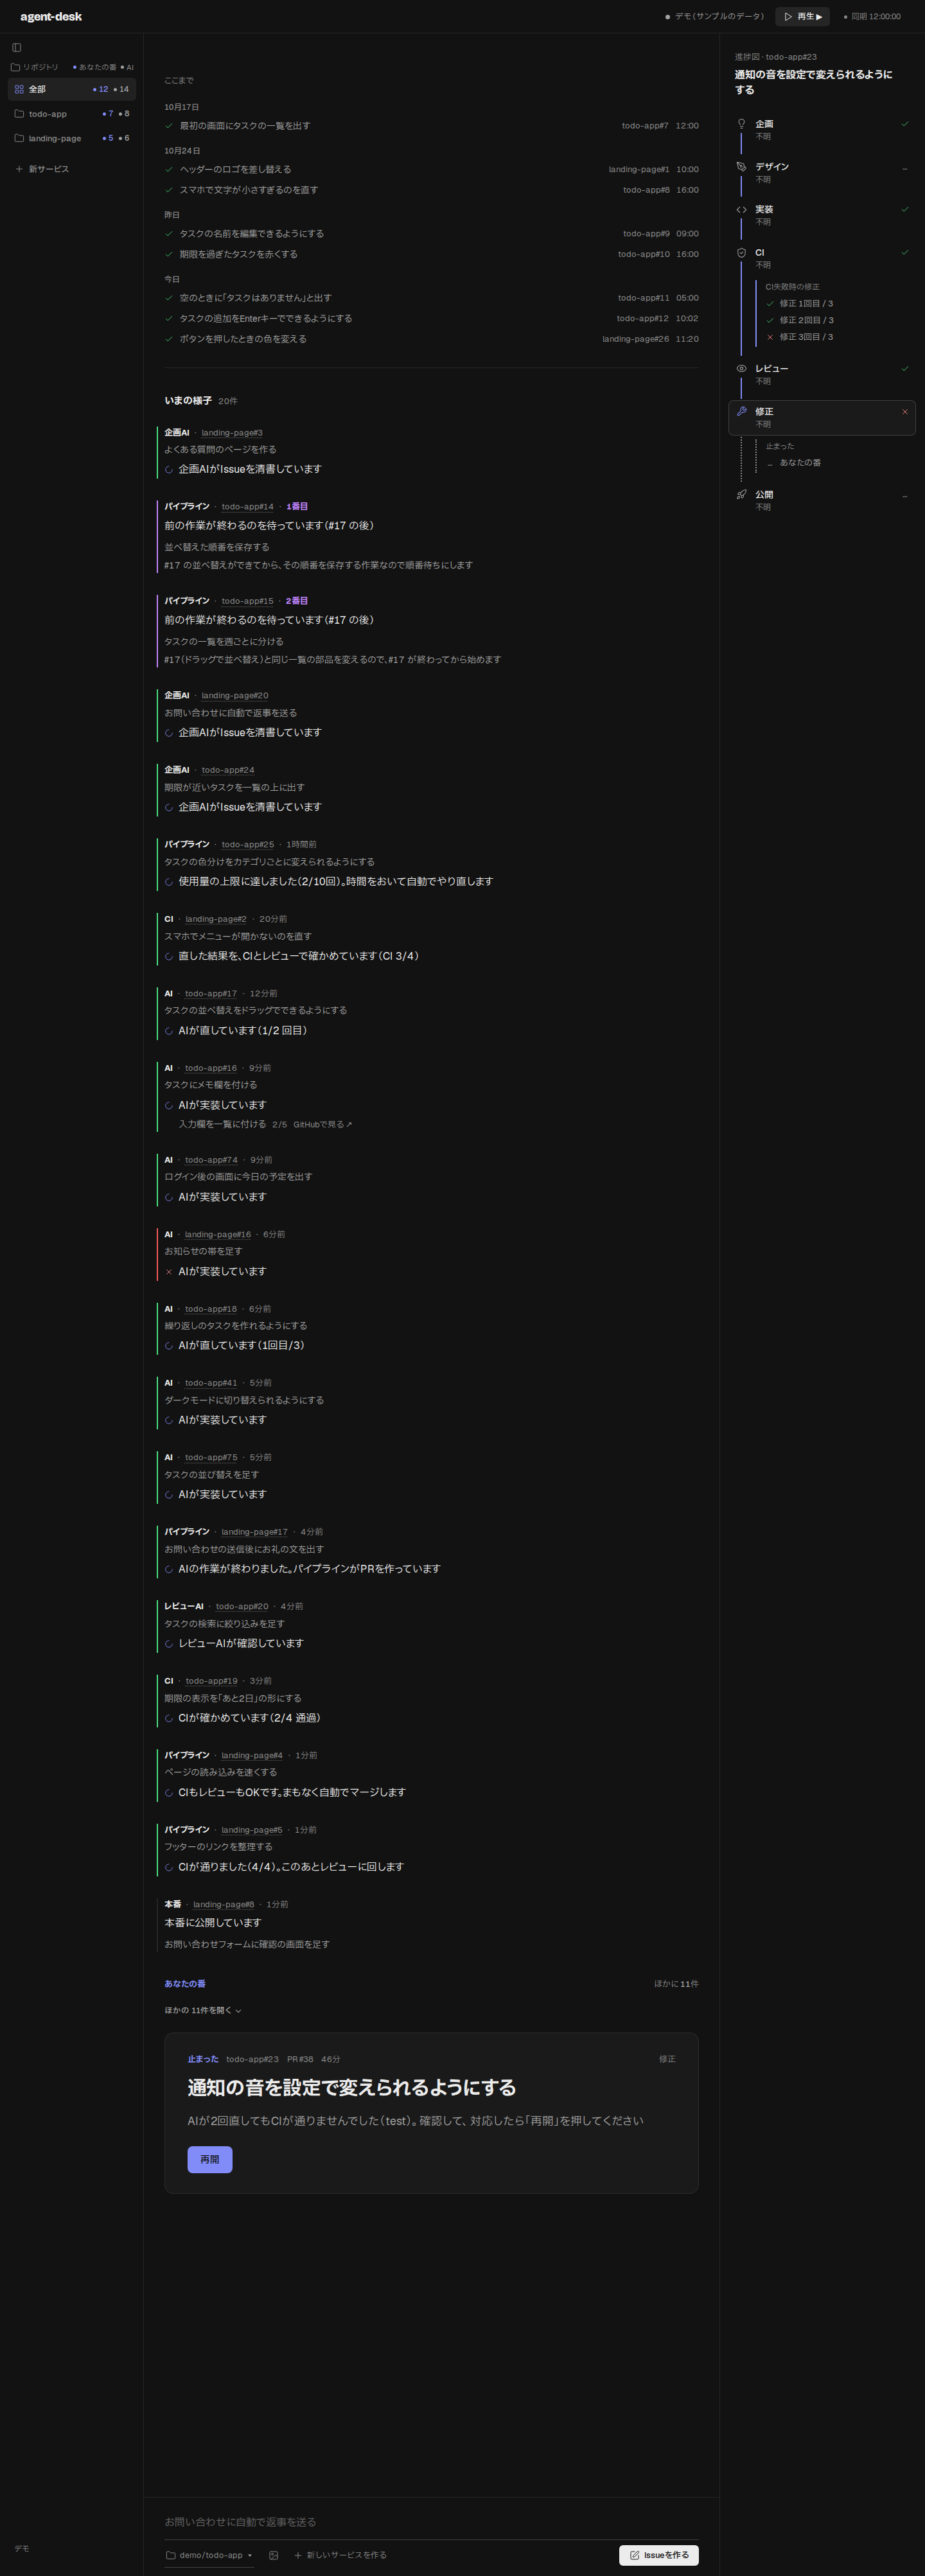 agent-desk
デモ(サンプルのデータ)
再生 ▶
同期 12:00:00
リポジトリ
あなたの番 AI
全部 12 14
todo-app 7 8
landing-page 5 6
新サービス
デモ
ここまで
10月17日
最初の画面にタスクの一覧を出す todo-app#7 12:00
10月24日
ヘッダーのロゴを差し替える landing-page#1 10:00
スマホで文字が小さすぎるのを直す todo-app#8 16:00
昨日
タスクの名前を編集できるようにする todo-app#9 09:00
期限を過ぎたタスクを赤くする todo-app#10 16:00
今日
空のときに「タスクはありません」と出す todo-app#11 05:00
タスクの追加をEnterキーでできるようにする todo-app#12 10:02
ボタンを押したときの色を変える landing-page#26 11:20
いまの様子 20件
企画AI · landing-page#3
よくある質問のページを作る
企画AIがIssueを清書しています
パイプライン · todo-app#14 · 1番目
前の作業が終わるのを待っています(#17 の後)
並べ替えた順番を保存する
#17 の並べ替えができてから、その順番を保存する作業なので順番待ちにします
パイプライン · todo-app#15 · 2番目
前の作業が終わるのを待っています(#17 の後)
タスクの一覧を週ごとに分ける
#17(ドラッグで並べ替え)と同じ一覧の部品を変えるので、#17 が終わってから始めます
企画AI · landing-page#20
お問い合わせに自動で返事を送る
企画AIがIssueを清書しています
企画AI · todo-app#24
期限が近いタスクを一覧の上に出す
企画AIがIssueを清書しています
パイプライン · todo-app#25 · 1時間前
タスクの色分けをカテゴリごとに変えられるようにする
使用量の上限に達しました(2/10回)。時間をおいて自動でやり直します
CI · landing-page#2 · 20分前
スマホでメニューが開かないのを直す
直した結果を、CIとレビューで確かめています(CI 3/4)
AI · todo-app#17 · 12分前
タスクの並べ替えをドラッグでできるようにする
AIが直しています(1/2 回目)
AI · todo-app#16 · 9分前
タスクにメモ欄を付ける
AIが実装しています
入力欄を一覧に付ける 2/5 GitHubで見る↗
AI · todo-app#74 · 9分前
ログイン後の画面に今日の予定を出す
AIが実装しています
AI · landing-page#16 · 6分前
お知らせの帯を足す
AIが実装しています
AI · todo-app#18 · 6分前
繰り返しのタスクを作れるようにする
AIが直しています(1回目/3)
AI · todo-app#41 · 5分前
ダークモードに切り替えられるようにする
AIが実装しています
AI · todo-app#75 · 5分前
タスクの並び替えを足す
AIが実装しています
パイプライン · landing-page#17 · 4分前
お問い合わせの送信後にお礼の文を出す
AIの作業が終わりました。パイプラインがPRを作っています
レビューAI · todo-app#20 · 4分前
タスクの検索に絞り込みを足す
レビューAIが確認しています
CI · todo-app#19 · 3分前
期限の表示を「あと2日」の形にする
CIが確かめています(2/4 通過)
パイプライン · landing-page#4 · 1分前
ページの読み込みを速くする
CIもレビューもOKです。まもなく自動でマージします
パイプライン · landing-page#5 · 1分前
フッターのリンクを整理する
CIが通りました(4/4)。このあとレビューに回します
本番 · landing-page#8 · 1分前
本番に公開しています
お問い合わせフォームに確認の画面を足す
あなたの番 ほかに11件
ほかの 11件を開く
止まった todo-app#23 PR#38 46分 修正
通知の音を設定で変えられるようにする
AIが2回直してもCIが通りませんでした(test)。確認して、対応したら「再開」を押してください
再開
お問い合わせに自動で返事を送る
demo/todo-app
新しいサービスを作る
Issueを作る
進捗図 · todo-app#23
通知の音を設定で変えられるように
する
企画
不明
デザイン
不明
実装
不明
CI
不明
CI失敗時の修正
修正 1回目 / 3
修正 2回目 / 3
修正 3回目 / 3
レビュー
不明
修正
不明
止まった
あなたの番
公開
不明